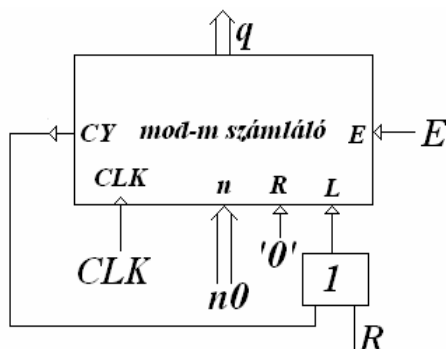 q
CY mod-m számláló E E
CLK n R L
CLK n0 '0' 1
R